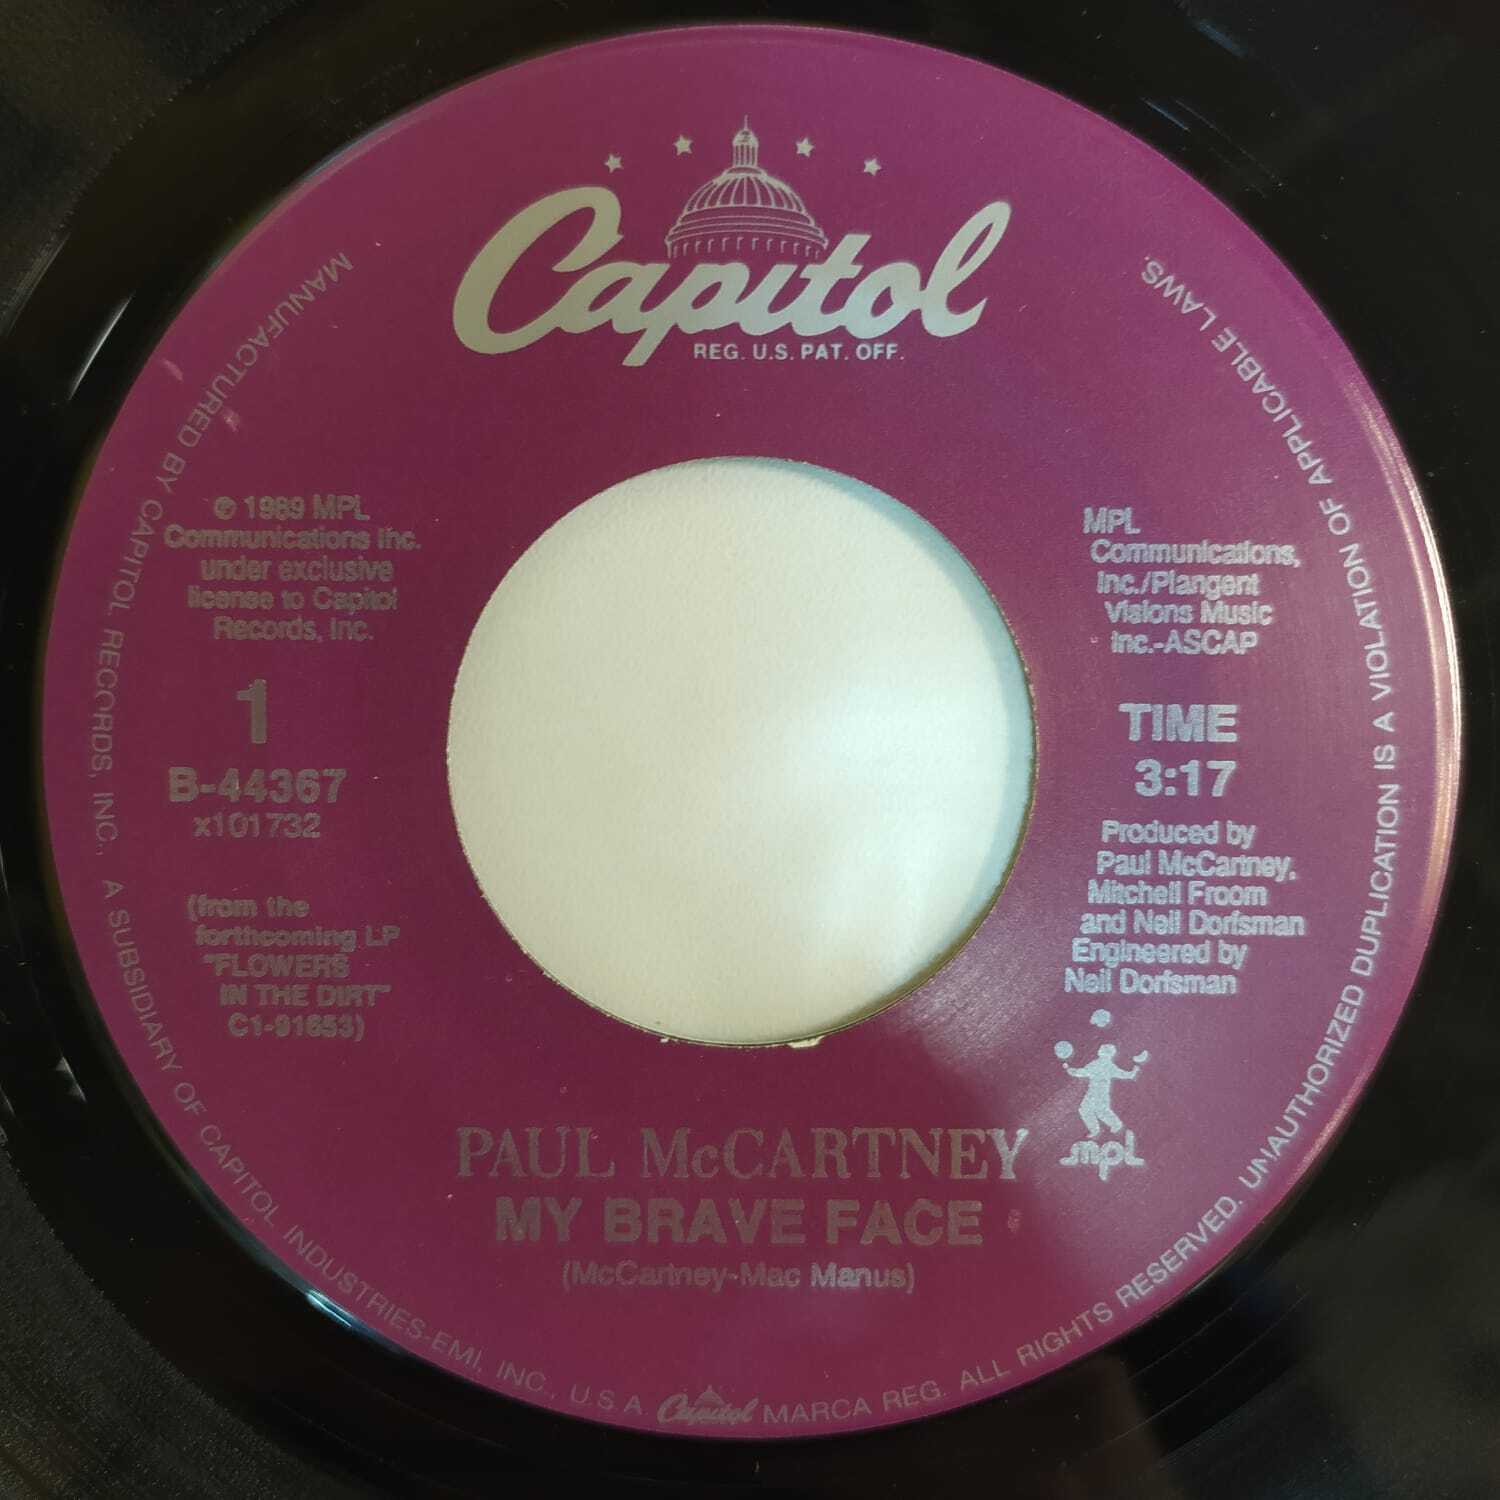 Capitol
REG. U.S. PAT. OFF.
℗ 1989 MPL
Communications Inc.
under exclusive
license to Capitol
Records, Inc.
1
B-44367
x101732
(from the
forthcoming LP
"FLOWERS
IN THE DIRT"
C1-91653)
MPL
Communications,
Inc./Plangent
Visions Music
Inc.-ASCAP
TIME
3:17
Produced by
Paul McCartney,
Mitchell Froom
and Neil Dorfsman
Engineered by
Neil Dorfsman
mpl
PAUL McCARTNEY
MY BRAVE FACE
(McCartney-Mac Manus)
MANUFACTURED BY CAPITOL RECORDS, INC., A SUBSIDIARY OF CAPITOL INDUSTRIES-EMI, INC., U.S.A. Capitol MARCA REG. ALL RIGHTS RESERVED. UNAUTHORIZED DUPLICATION IS A VIOLATION OF APPLICABLE LAWS.